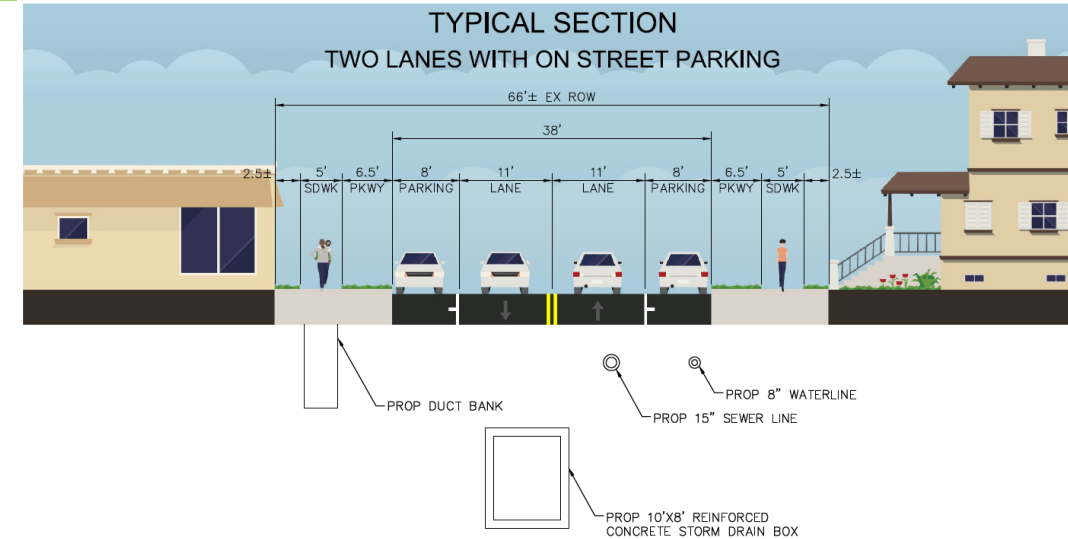 TYPICAL SECTION
TWO LANES WITH ON STREET PARKING
66'± EX ROW
38'
2.5± 5' 6.5' 8' 11' 11' 8' 6.5' 5' 2.5±
SDWK PKWY PARKING LANE LANE PARKING PKWY SDWK
PROP DUCT BANK
PROP 8" WATERLINE
PROP 15" SEWER LINE
PROP 10'X8' REINFORCED
CONCRETE STORM DRAIN BOX